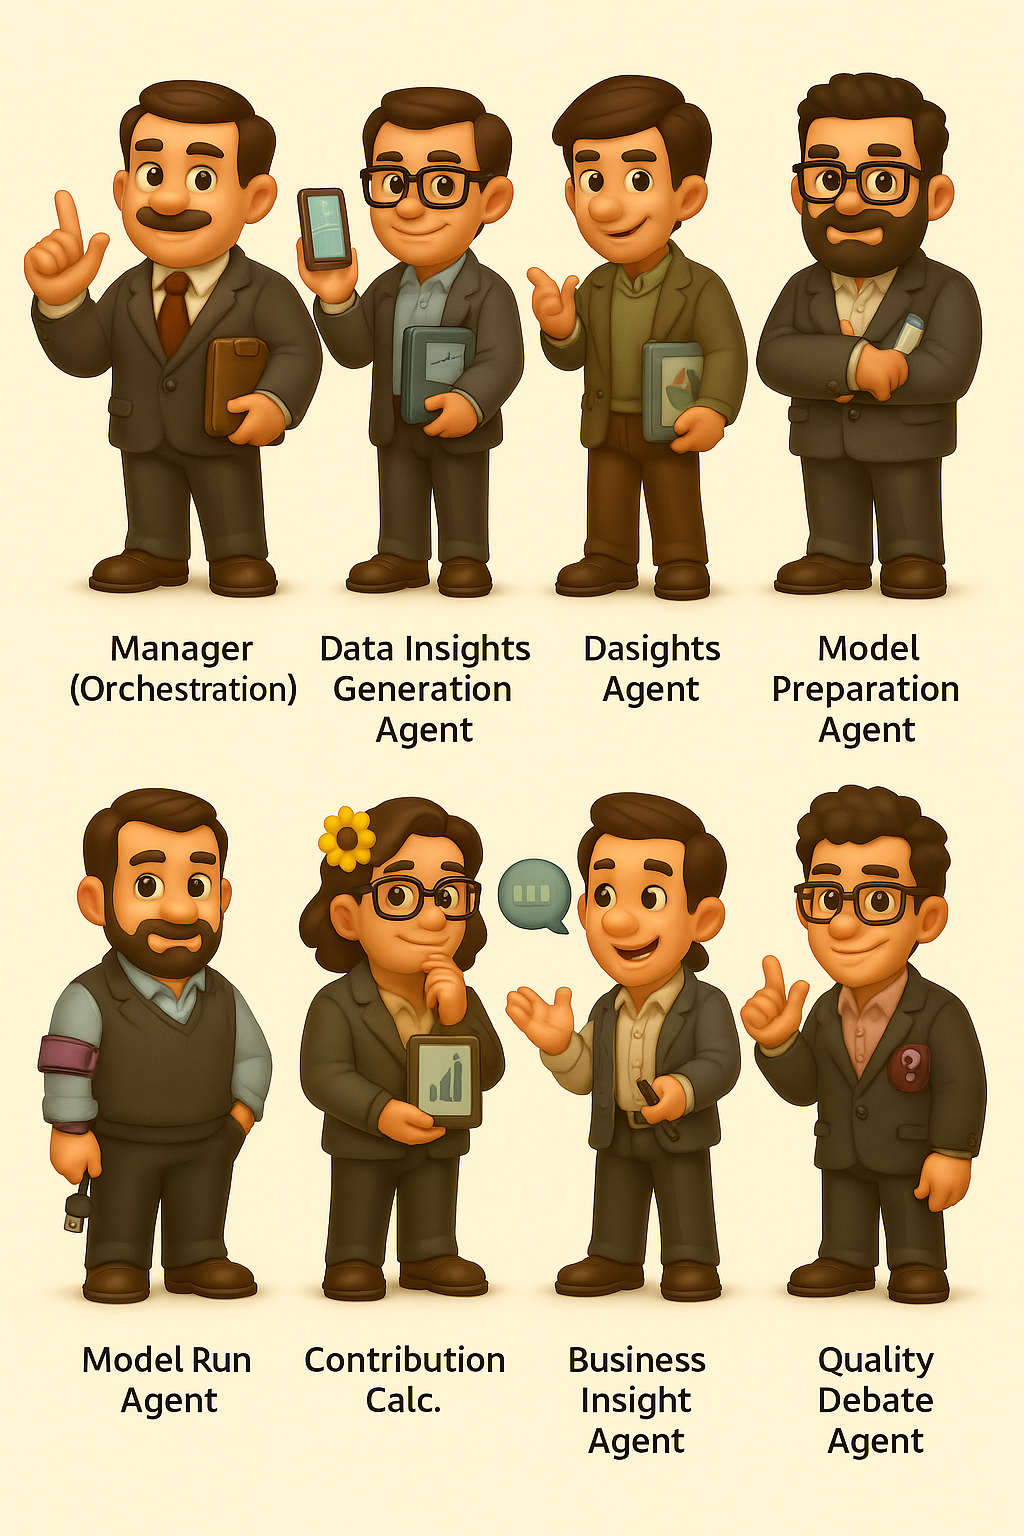 Manager
(Orchestration)
Data Insights
Generation
Agent
Dasights
Agent
Model
Preparation
Agent
?
Model Run
Agent
Contribution
Calc.
Business
Insight
Agent
Quality
Debate
Agent